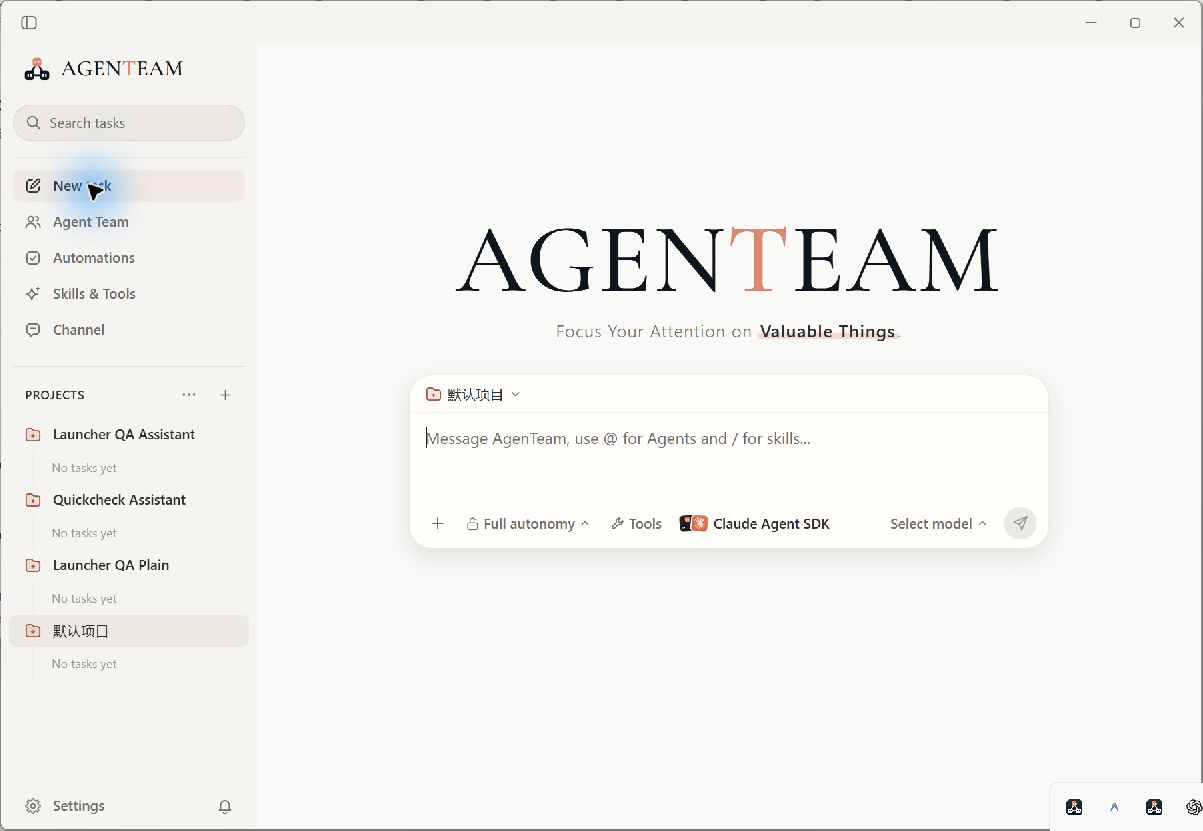 AGENTEAM
Search tasks
New task
Agent Team
Automations
Skills & Tools
Channel
PROJECTS
Launcher QA Assistant
No tasks yet
Quickcheck Assistant
No tasks yet
Launcher QA Plain
No tasks yet
默认项目
No tasks yet
Settings
AGENTEAM
Focus Your Attention on Valuable Things.
默认项目
Message AgenTeam, use @ for Agents and / for skills...
Full autonomy
Tools
Claude Agent SDK
Select model